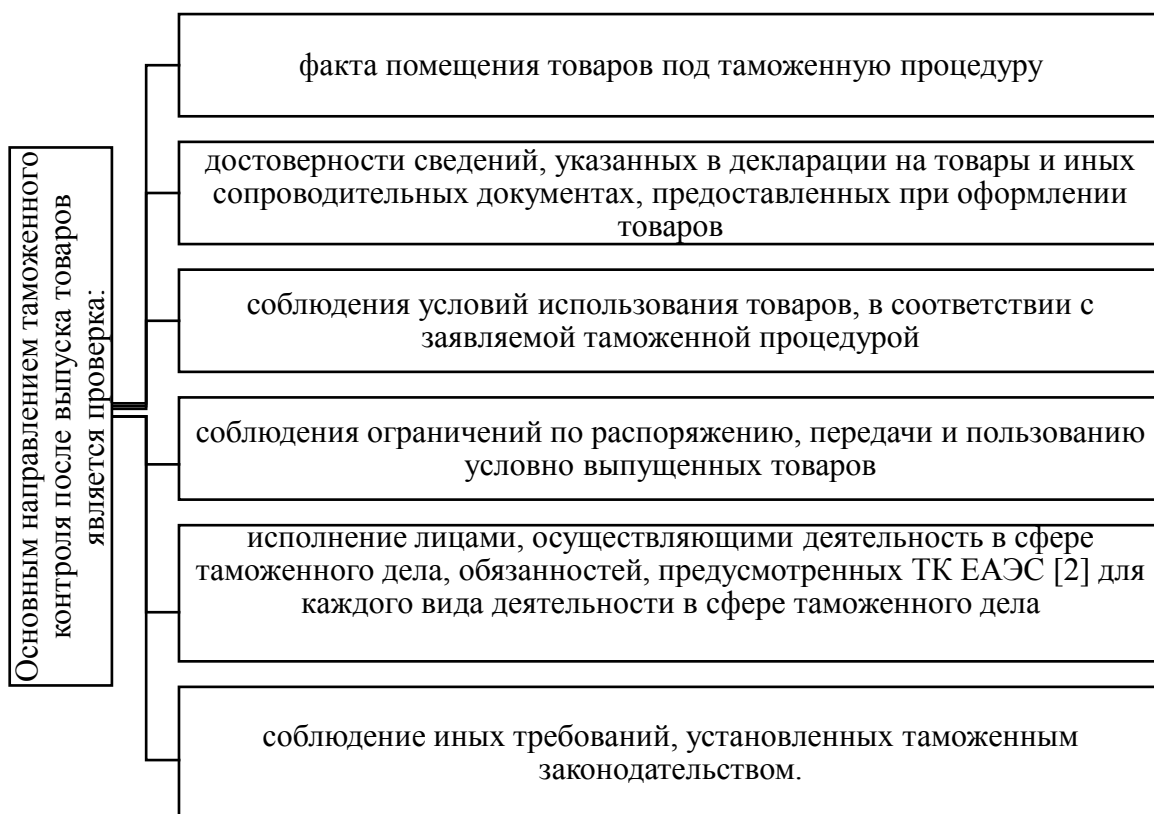 Основным направлением таможенного
контроля после выпуска товаров
является проверка:
факта помещения товаров под таможенную процедуру
достоверности сведений, указанных в декларации на товары и иных
сопроводительных документах, предоставленных при оформлении
товаров
соблюдения условий использования товаров, в соответствии с
заявляемой таможенной процедурой
соблюдения ограничений по распоряжению, передачи и пользованию
условно выпущенных товаров
исполнение лицами, осуществляющими деятельность в сфере
таможенного дела, обязанностей, предусмотренных ТК ЕАЭС [2] для
каждого вида деятельности в сфере таможенного дела
соблюдение иных требований, установленных таможенным
законодательством.